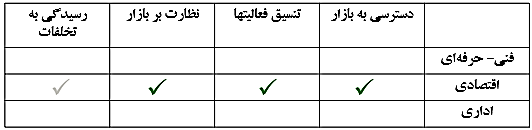 دسترسی به بازار
تنسیق فعالیتها
نظارت بر بازار
رسیدگی به
تخلفات
فنی- حرفه‌ای
اقتصادی ✓ ✓ ✓ ✓
اداری